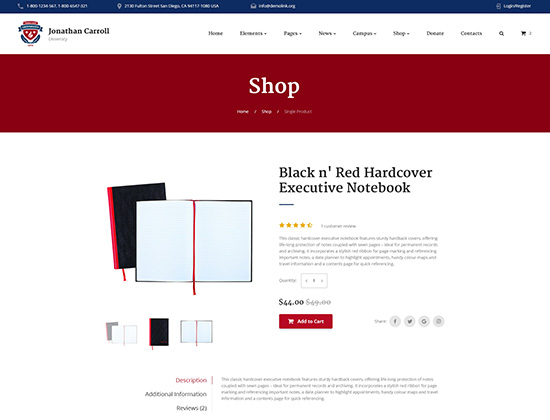 1-800-1234-567, 1-800-6547-321
2130 Fulton Street San Diego, CA 94117-1080 USA
info@demolink.org
Login/Register
Jonathan Carroll
University
Home Elements Pages News Campus Shop Donate Contacts 0
Shop
Home / Shop / Single Product
Black n' Red Hardcover
Executive Notebook
1 customer review
This classic hardcover executive notebook features sturdy hardback covers, offering
life-long protection of notes coupled with sewn pages – ideal for permanent records
and archiving. It incorporates a stylish red ribbon for page marking and referencing
important notes, a date planner to highlight appointments, handy colour maps and
travel information and a contents page for quick referencing.
Quantity: 1
$44.00 $49.00
Add to Cart
Share:
Description
Additional Information
Reviews (2)
This classic hardcover executive notebook features sturdy hardback covers, offering life-long protection of notes
coupled with sewn pages – ideal for permanent records and archiving. It incorporates a stylish red ribbon for page
marking and referencing important notes, a date planner to highlight appointments, handy colour maps and travel
information and a contents page for quick referencing.